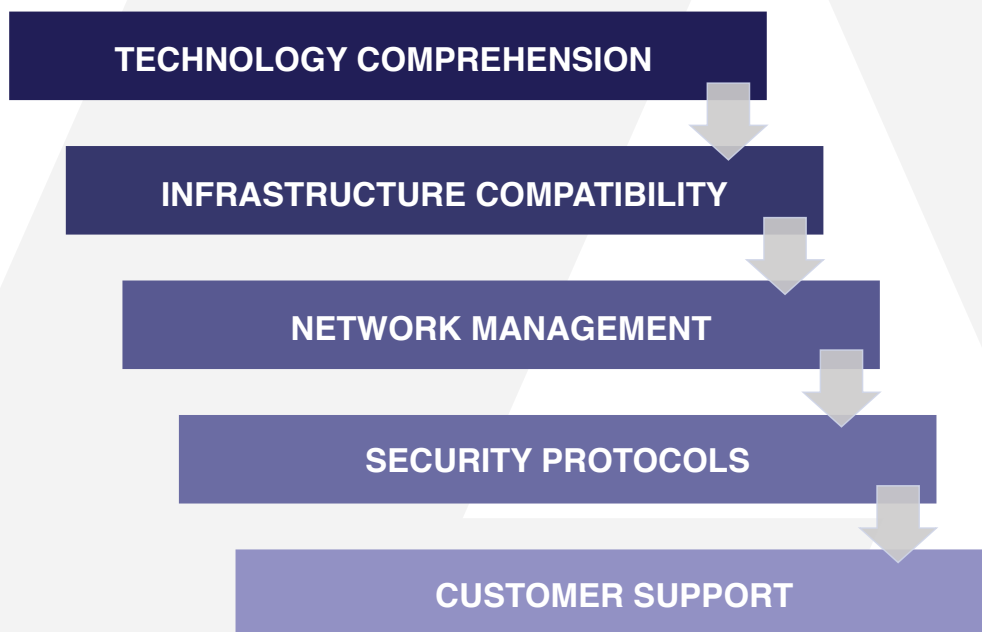 TECHNOLOGY COMPREHENSION
INFRASTRUCTURE COMPATIBILITY
NETWORK MANAGEMENT
SECURITY PROTOCOLS
CUSTOMER SUPPORT